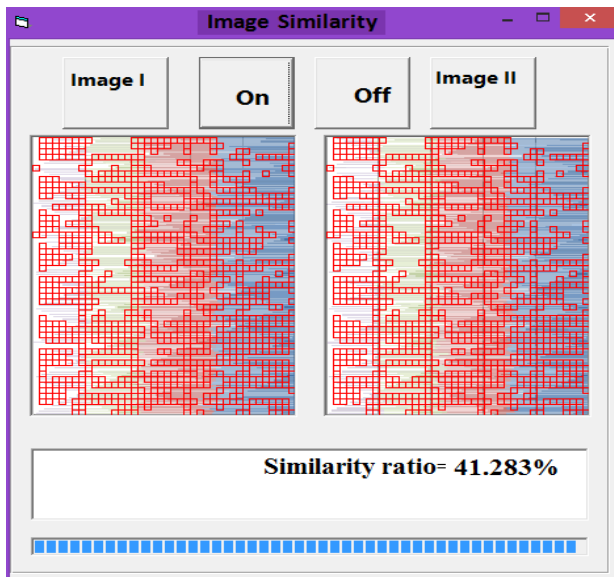 Image Similarity
Image I
On
Off
Image II
Similarity ratio= 41.283%